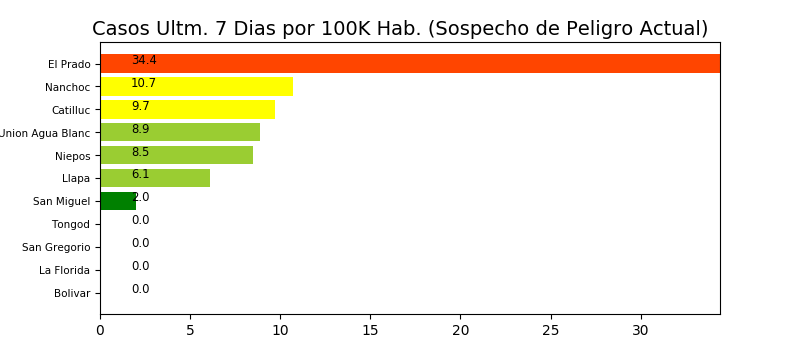 Casos Ultm. 7 Dias por 100K Hab. (Sospecho de Peligro Actual)
El Prado 34.4
Nanchoc 10.7
Catilluc 9.7
Union Agua Blanc 8.9
Niepos 8.5
Llapa 6.1
San Miguel 2.0
Tongod 0.0
San Gregorio 0.0
La Florida 0.0
Bolivar 0.0
0 5 10 15 20 25 30